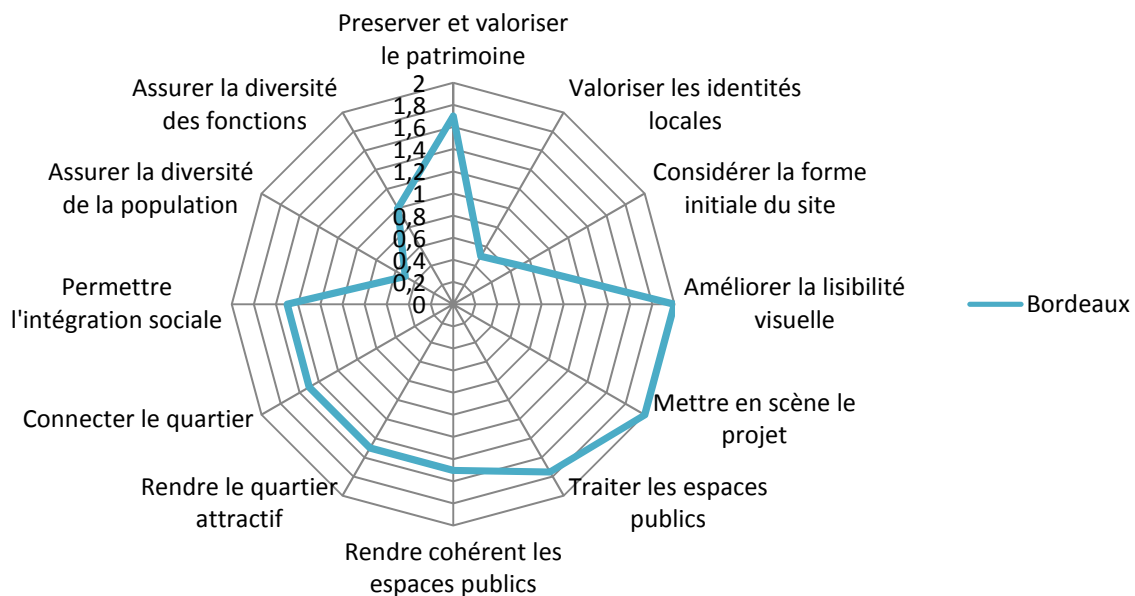 Preserver et valoriser
le patrimoine
Valoriser les identités
locales
Considérer la forme
initiale du site
Améliorer la lisibilité
visuelle
Mettre en scène le
projet
Traiter les espaces
publics
Rendre cohérent les
espaces publics
Rendre le quartier
attractif
Connecter le quartier
Permettre
l'intégration sociale
Assurer la diversité
de la population
Assurer la diversité
des fonctions
2
1,8
1,6
1,4
1,2
1
0,8
0,6
0,4
0,2
0
Bordeaux